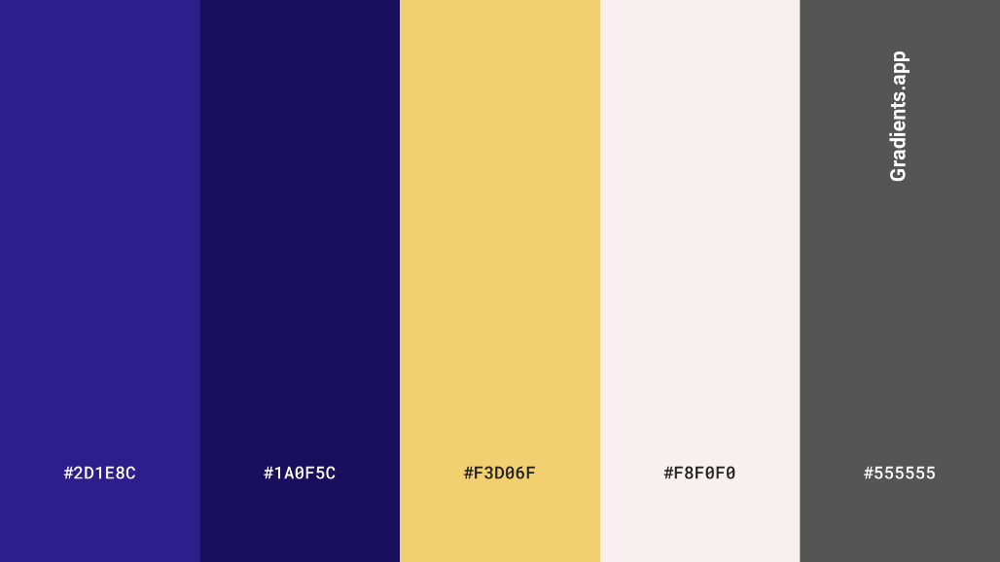 Gradients.app
#2D1E8C
#1A0F5C
#F3D06F
#F8F0F0
#555555